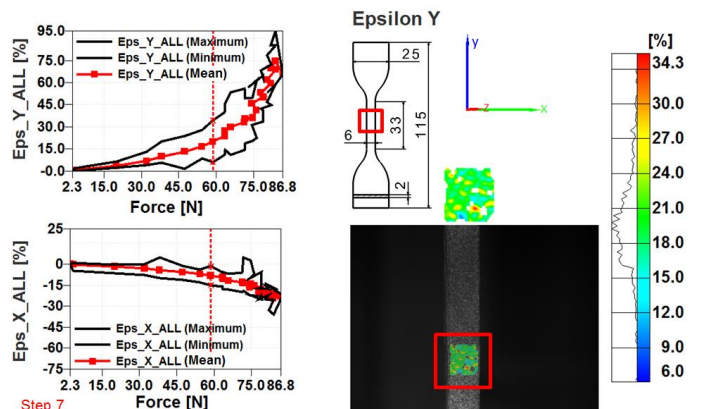 Epsilon Y
95.0
75.0
60.0
45.0
30.0
15.0
-0.0
Eps_Y_ALL [%]
Eps_Y_ALL (Maximum)
Eps_Y_ALL (Minimum)
Eps_Y_ALL (Mean)
2.3 15.0 30.0 45.0 60.0 75.0 86.8
Force [N]
25
0
-15
-30
-45
-60
-75
Eps_X_ALL [%]
Eps_X_ALL (Maximum)
Eps_X_ALL (Minimum)
Eps_X_ALL (Mean)
2.3 15.0 30.0 45.0 60.0 75.0 86.8
Step 7
Force [N]
25
6
33
115
2
y
z
x
[%]
34.3
30.0
27.0
24.0
21.0
18.0
15.0
12.0
9.0
6.0